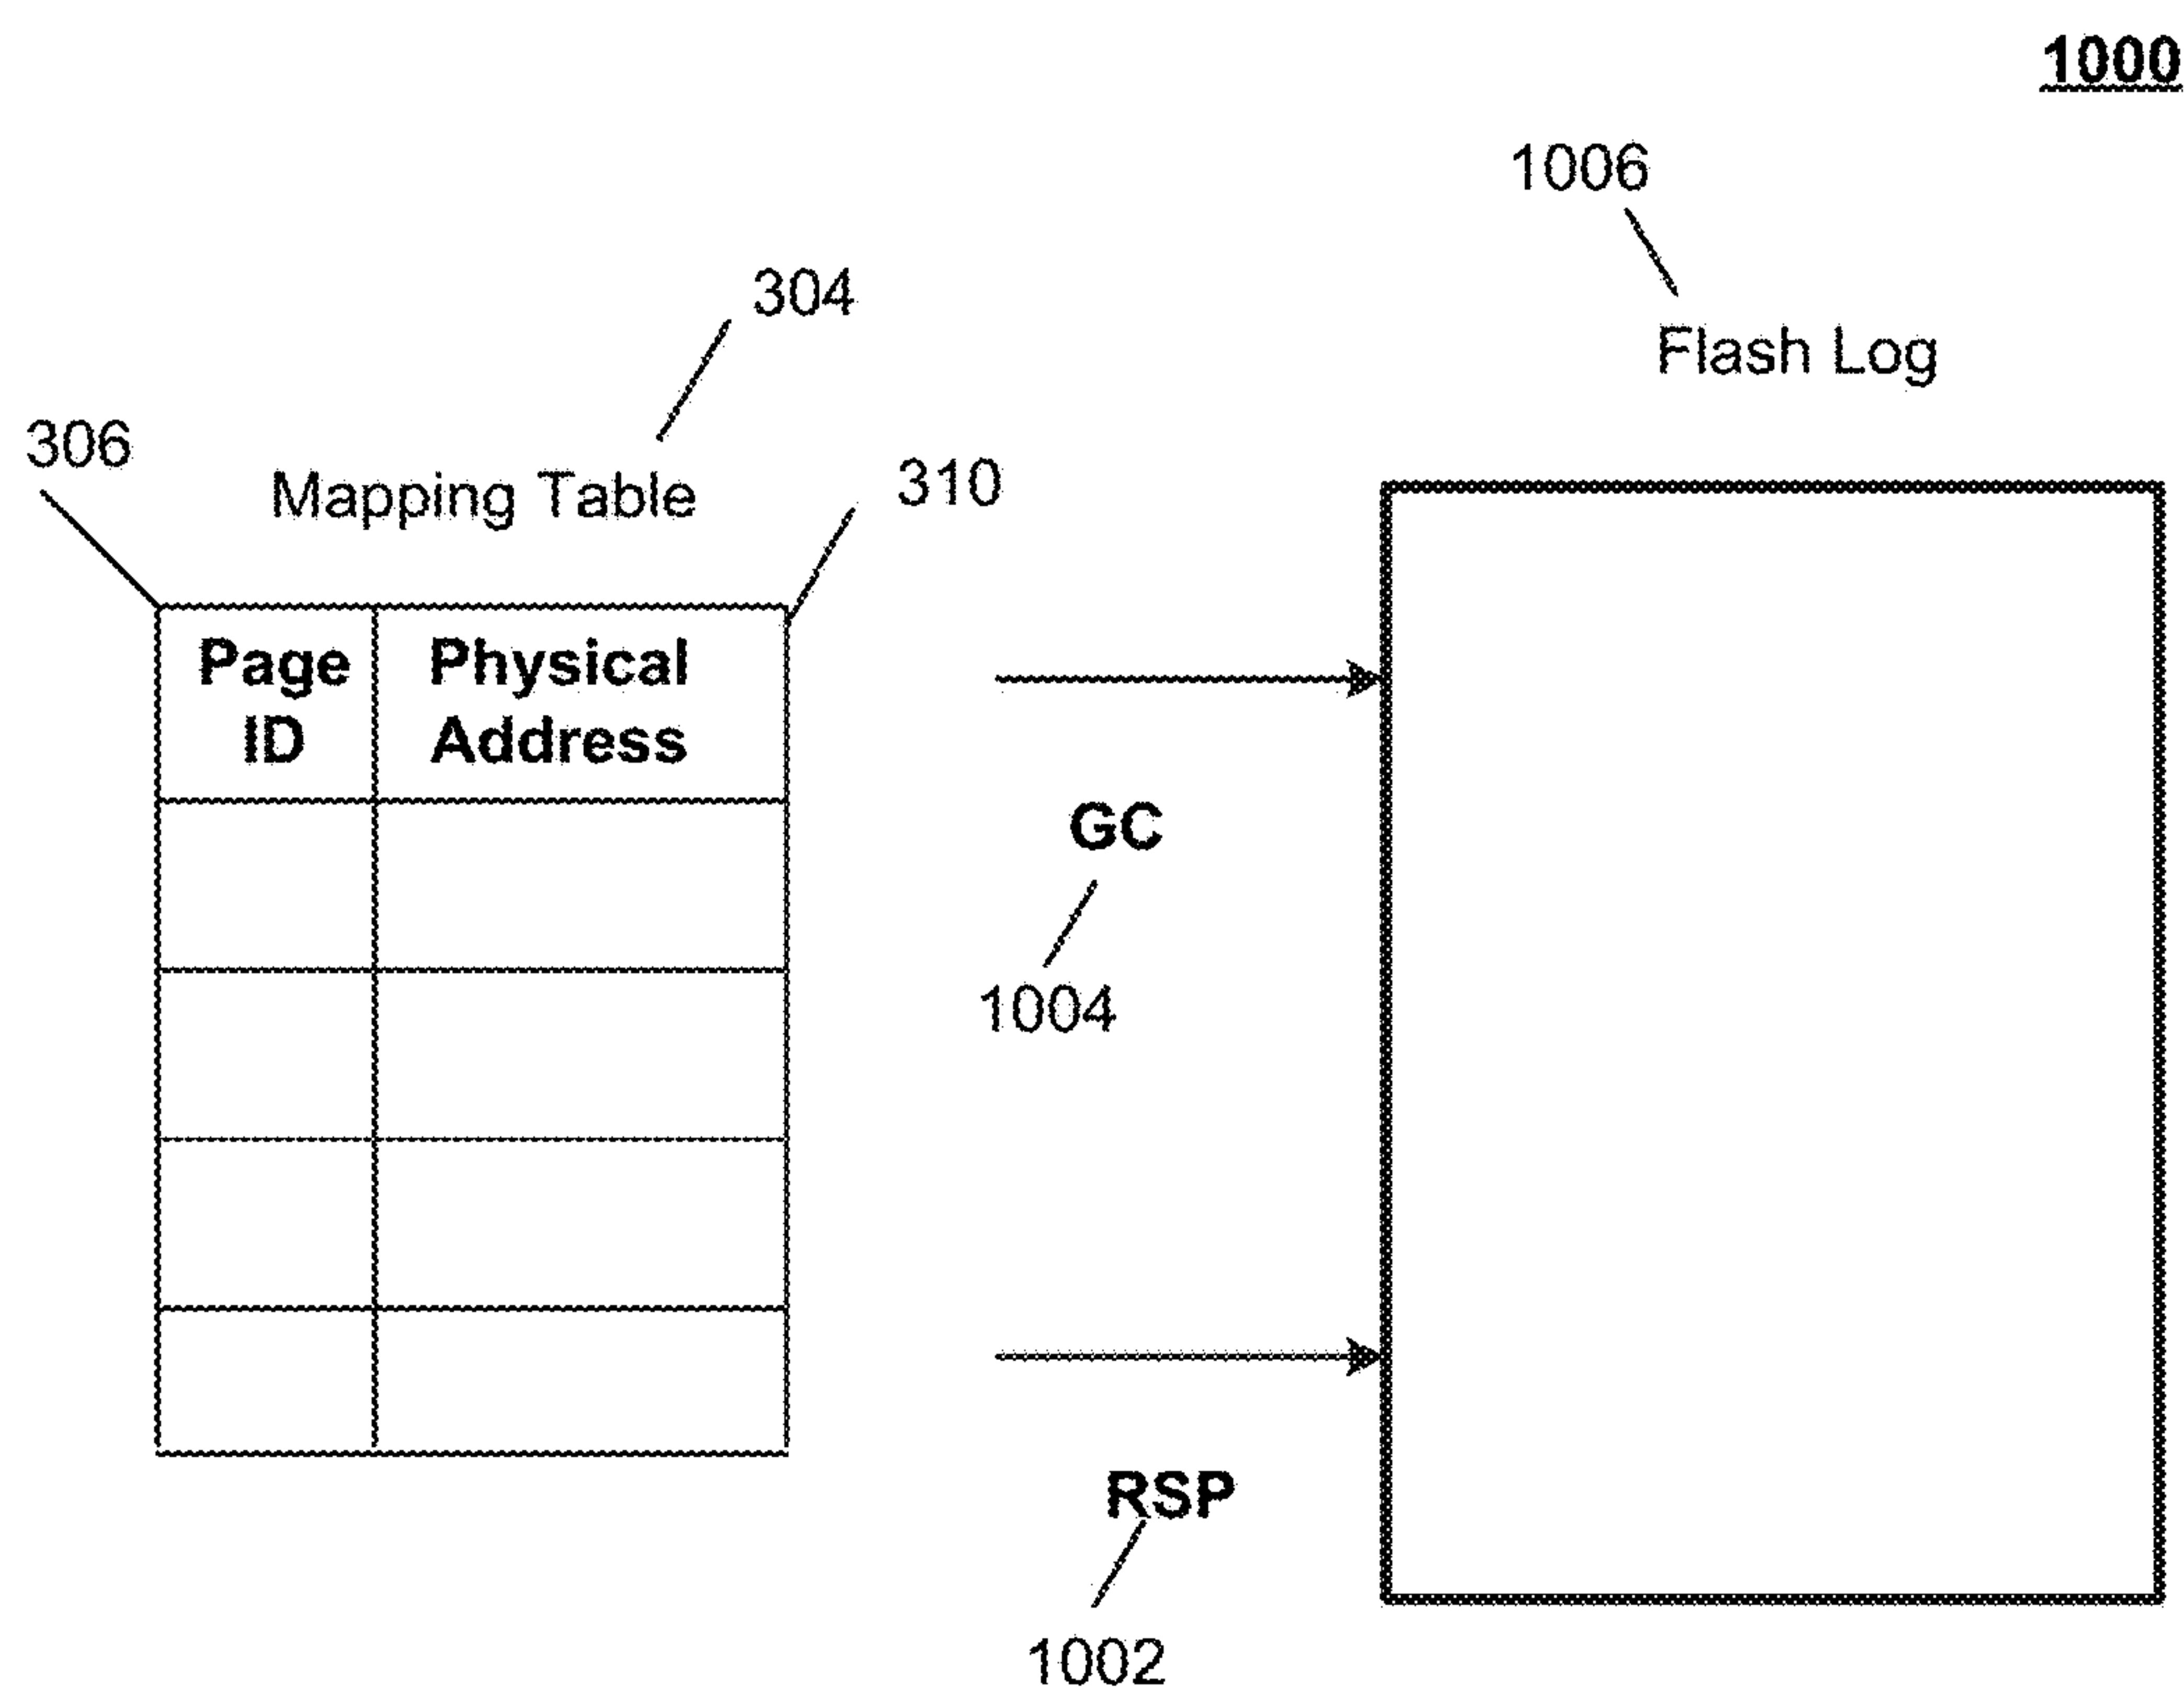 1000
1006
304
Flash Log
306
Mapping Table
310
Page
ID
Physical
Address
GC
1004
RSP
1002